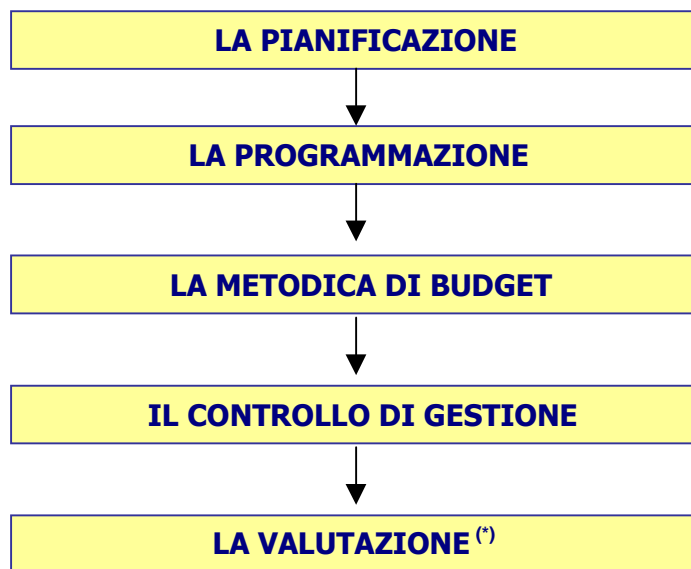 LA PIANIFICAZIONE
LA PROGRAMMAZIONE
LA METODICA DI BUDGET
IL CONTROLLO DI GESTIONE
LA VALUTAZIONE (*)